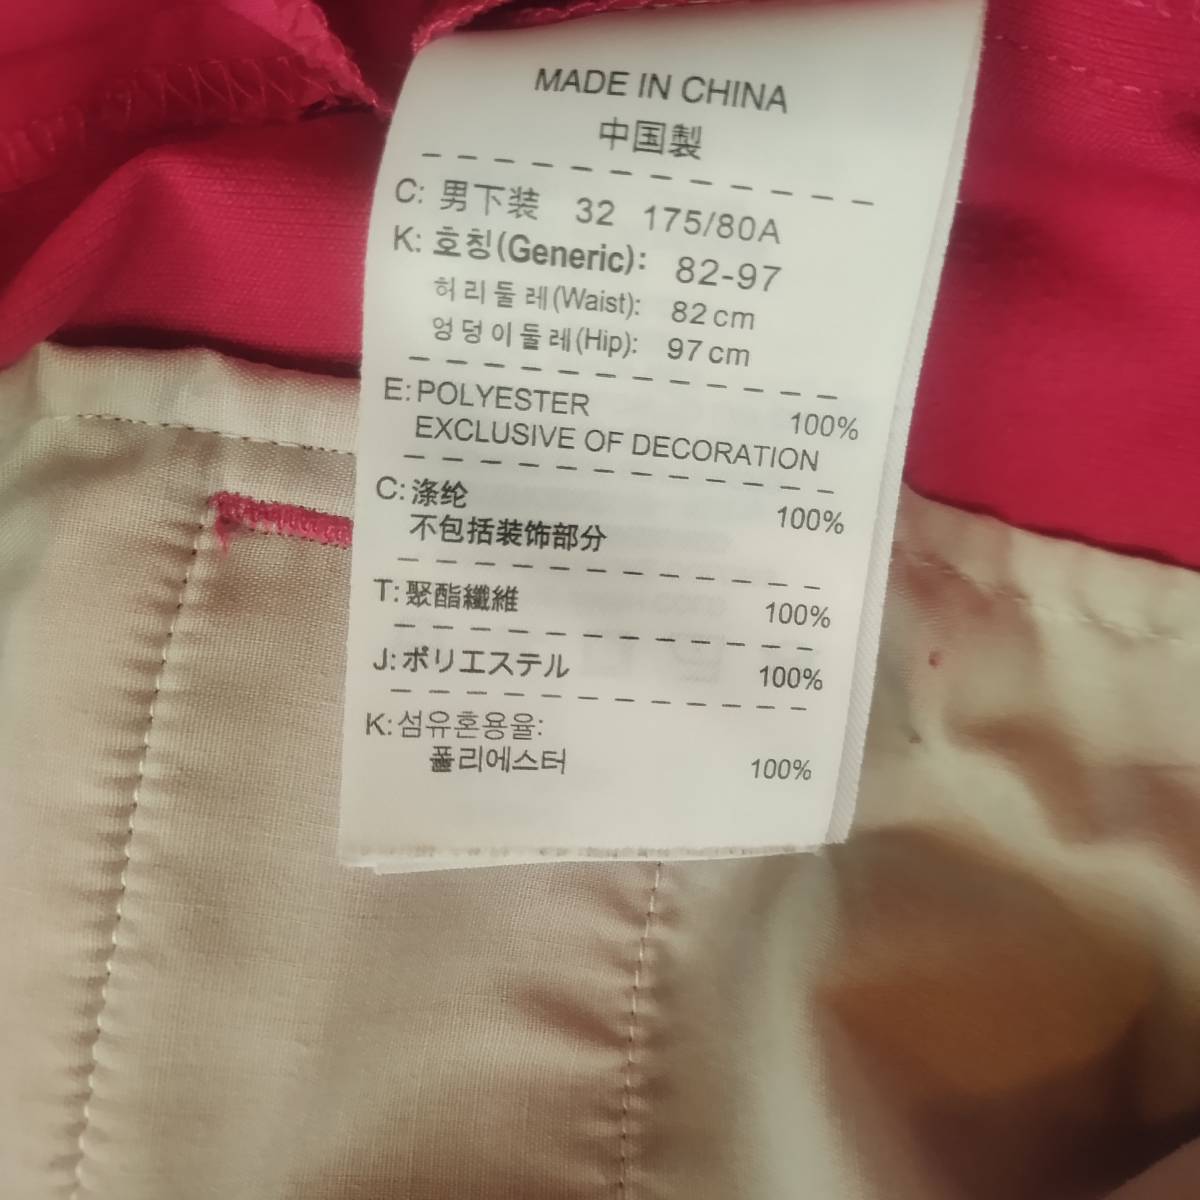 MADE IN CHINA
中国製
C: 男下装 32 175/80A
K: 호칭(Generic): 82-97
허리둘레(Waist): 82 cm
엉덩이둘레(Hip): 97 cm
E: POLYESTER 100%
EXCLUSIVE OF DECORATION
C: 涤纶 100%
不包括装饰部分
T: 聚酯纖維 100%
J: ポリエステル 100%
K: 섬유혼용율:
폴리에스터 100%